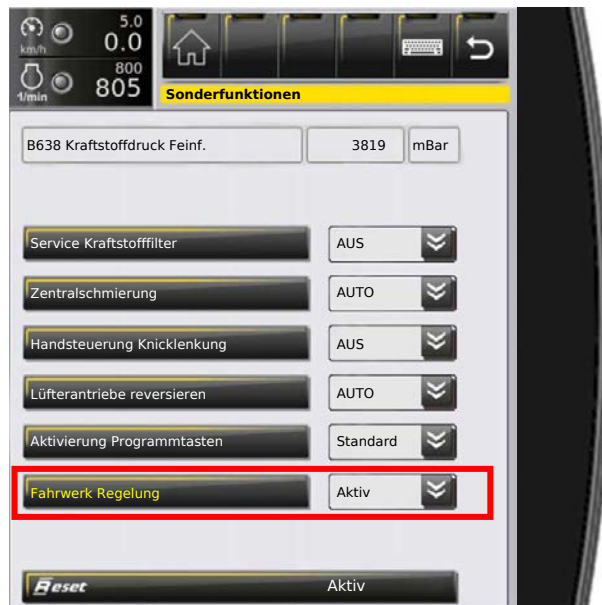 5.0
km/h 0.0
800
1/min 805
Sonderfunktionen
B638 Kraftstoffdruck Feinf. 3819 mBar
Service Kraftstofffilter AUS
Zentralschmierung AUTO
Handsteuerung Knicklenkung AUS
Lüfterantriebe reversieren AUTO
Aktivierung Programmtasten Standard
Fahrwerk Regelung Aktiv
Reset Aktiv